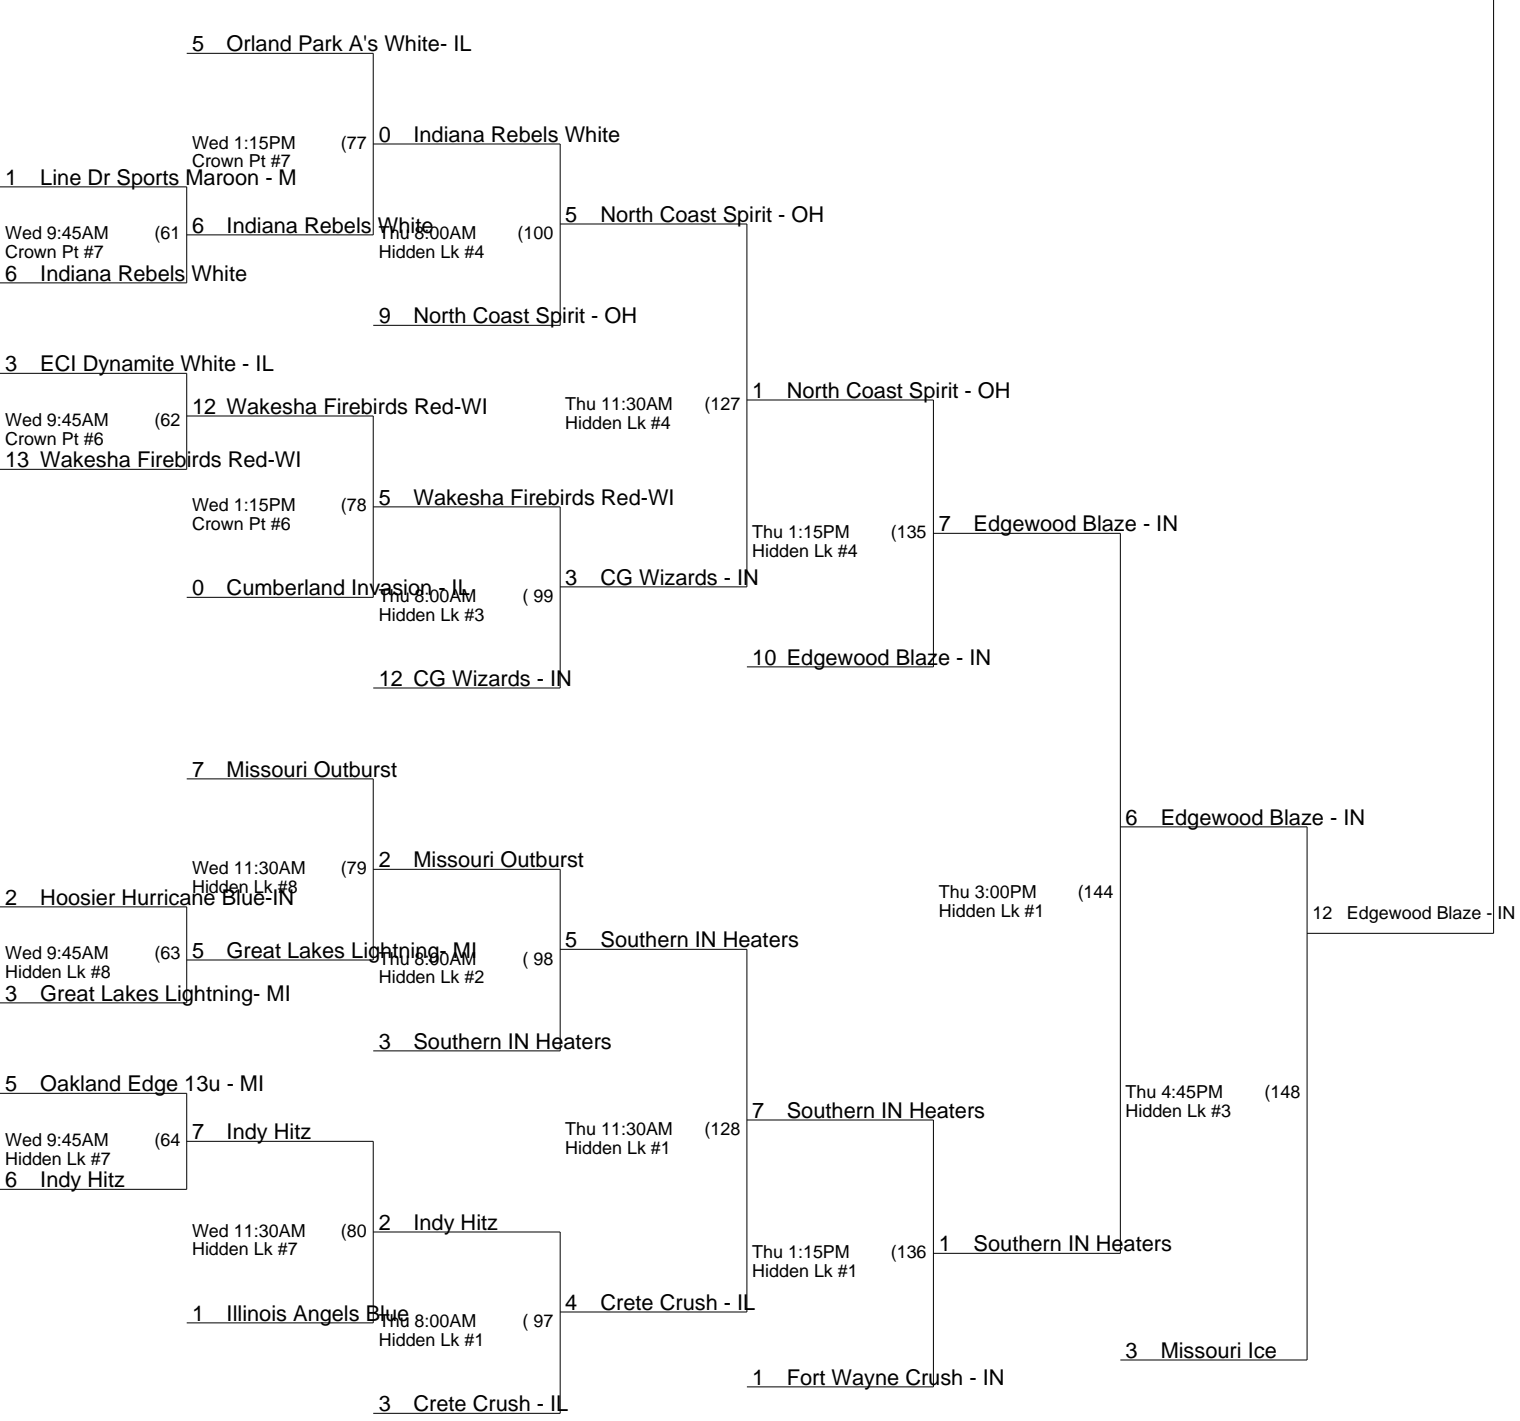 5 Orland Park A's White- IL
Wed 1:15PM (77
Crown Pt #7
0 Indiana Rebels White
1 Line Dr Sports Maroon - M
Wed 9:45AM (61
Crown Pt #7
6 Indiana Rebels White
6 Indiana Rebels White
Thu 8:00AM (100
Hidden Lk #4
5 North Coast Spirit - OH
9 North Coast Spirit - OH
3 ECI Dynamite White - IL
Wed 9:45AM (62
Crown Pt #6
13 Wakesha Firebirds Red-WI
12 Wakesha Firebirds Red-WI
Thu 11:30AM (127
Hidden Lk #4
1 North Coast Spirit - OH
Wed 1:15PM (78
Crown Pt #6
5 Wakesha Firebirds Red-WI
Thu 1:15PM (135
Hidden Lk #4
7 Edgewood Blaze - IN
0 Cumberland Invasion - IL
Thu 8:00AM ( 99
Hidden Lk #3
3 CG Wizards - IN
12 CG Wizards - IN
10 Edgewood Blaze - IN
7 Missouri Outburst
Wed 11:30AM (79
Hidden Lk #8
2 Missouri Outburst
6 Edgewood Blaze - IN
2 Hoosier Hurricane Blue-IN
Wed 9:45AM (63
Hidden Lk #8
3 Great Lakes Lightning- MI
5 Great Lakes Lightning- MI
Thu 8:00AM ( 98
Hidden Lk #2
5 Southern IN Heaters
Thu 3:00PM (144
Hidden Lk #1
12 Edgewood Blaze - IN
3 Southern IN Heaters
5 Oakland Edge 13u - MI
Wed 9:45AM (64
Hidden Lk #7
6 Indy Hitz
7 Indy Hitz
Thu 11:30AM (128
Hidden Lk #1
7 Southern IN Heaters
Thu 4:45PM (148
Hidden Lk #3
Wed 11:30AM (80
Hidden Lk #7
2 Indy Hitz
Thu 1:15PM (136
Hidden Lk #1
1 Southern IN Heaters
1 Illinois Angels Blue
Thu 8:00AM ( 97
Hidden Lk #1
4 Crete Crush - IL
3 Missouri Ice
1 Fort Wayne Crush - IN
3 Crete Crush - IL